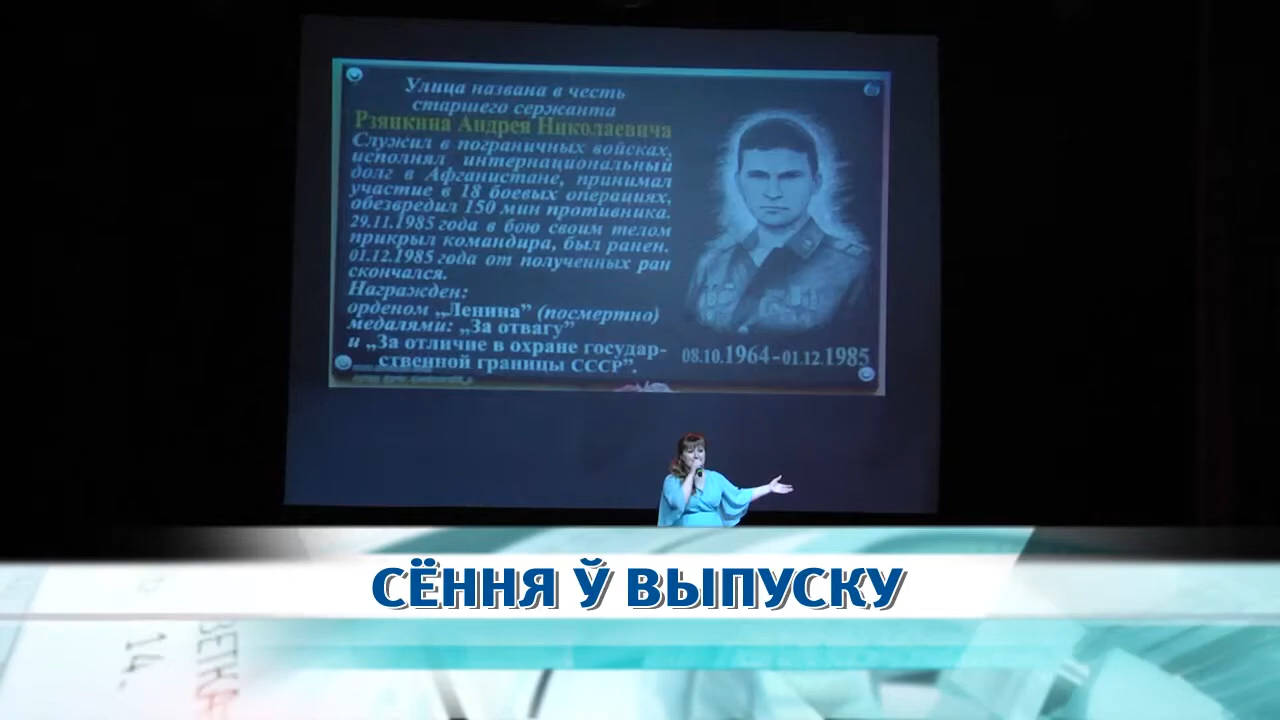 Улица названа в честь
старшего сержанта
Рзянкина Андрея Николаевича
Служил в пограничных войсках,
исполнял интернациональный
долг в Афганистане, принимал
участие в 18 боевых операциях,
обезвредил 150 мин противника.
29.11.1985 года в бою своим телом
прикрыл командира, был ранен.
01.12.1985 года от полученных ран
скончался.
Награжден:
орденом „Ленина” (посмертно)
медалями: „За отвагу”
и „За отличие в охране государ-
ственной границы СССР”.
08.10.1964-01.12.1985
СЁННЯ Ў ВЫПУСКУ
14.